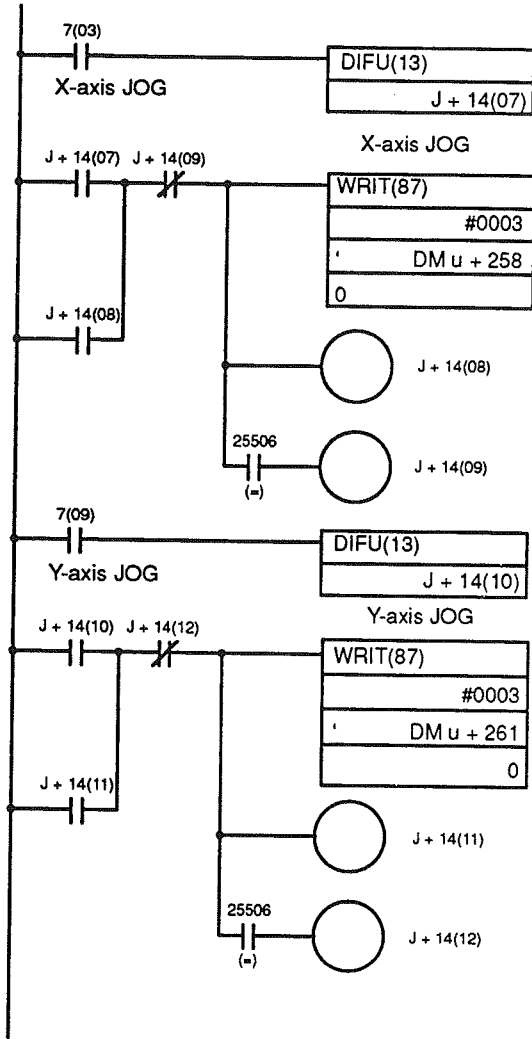 7(03)
DIFU(13)
X-axis JOG
J + 14(07)
X-axis JOG
J + 14(07) J + 14(09)
WRIT(87)
#0003
DM u + 258
0
J + 14(08)
J + 14(08)
25506
(=)
J + 14(09)
7(09)
DIFU(13)
Y-axis JOG
J + 14(10)
Y-axis JOG
J + 14(10) J + 14(12)
WRIT(87)
#0003
DM u + 261
0
J + 14(11)
J + 14(11)
25506
(=)
J + 14(12)